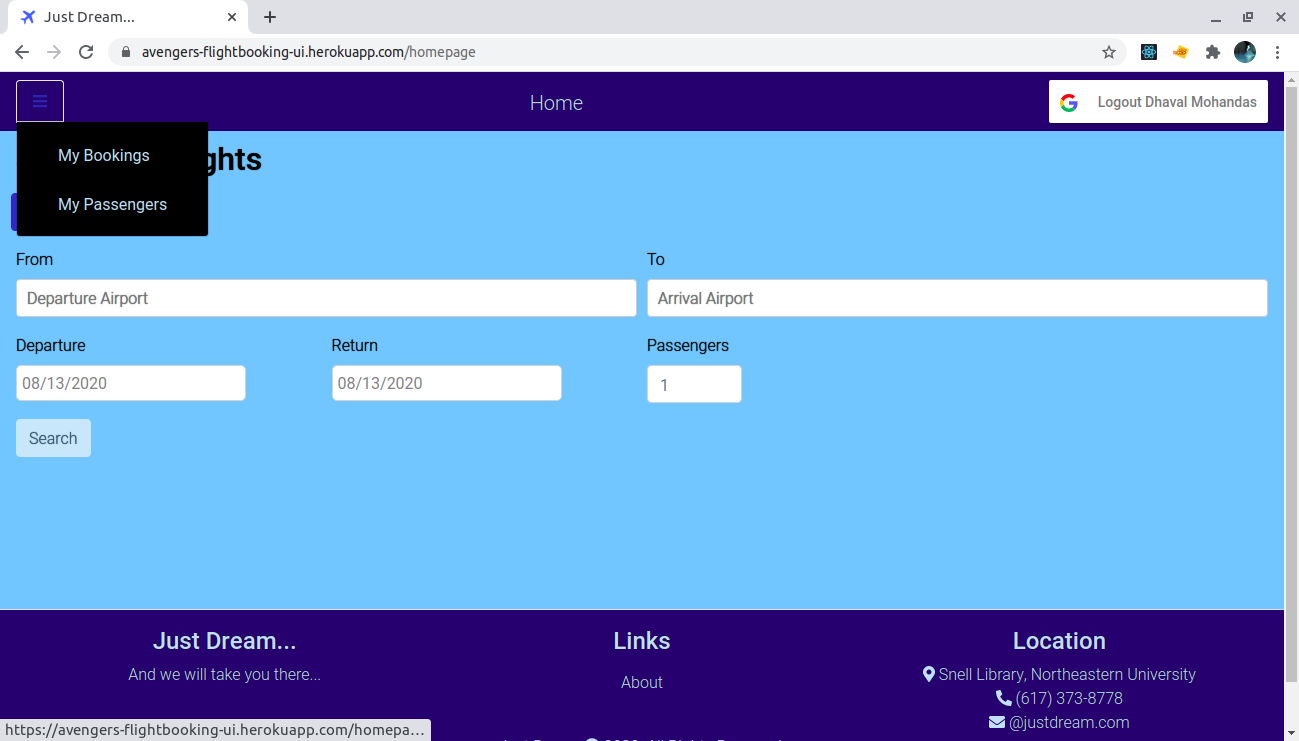 Just Dream...
avengers-flightbooking-ui.herokuapp.com/homepage
Home
Logout Dhaval Mohandas
My Bookings
ghts
My Passengers
From
To
Departure Airport
Arrival Airport
Departure
Return
Passengers
08/13/2020
08/13/2020
1
Search
Just Dream...
Links
Location
And we will take you there...
About
Snell Library, Northeastern University
(617) 373-8778
@justdream.com
https://avengers-flightbooking-ui.herokuapp.com/homepa...